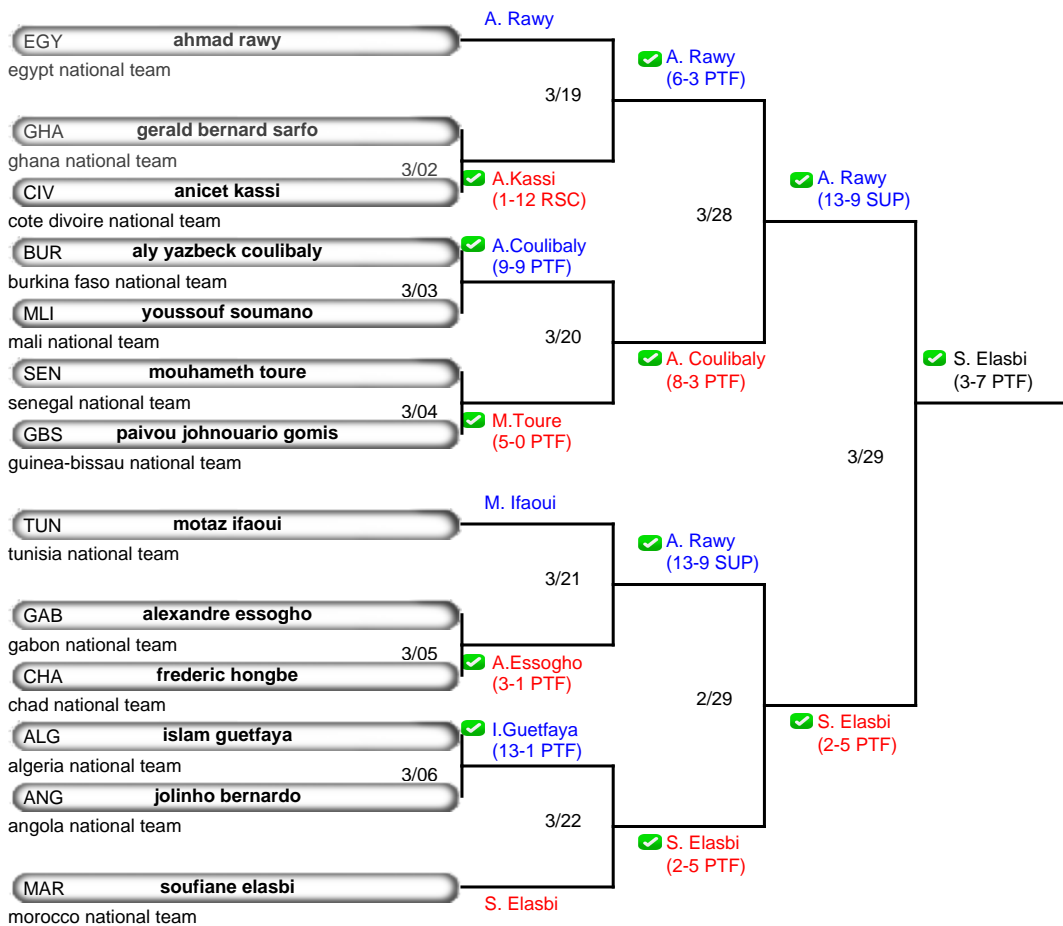 A. Rawy
EGY ahmad rawy
egypt national team
A. Rawy
(6-3 PTF)
3/19
GHA gerald bernard sarfo
ghana national team
3/02
A.Kassi
(1-12 RSC)
CIV anicet kassi
cote divoire national team
A. Rawy
(13-9 SUP)
3/28
BUR aly yazbeck coulibaly
burkina faso national team
A.Coulibaly
(9-9 PTF)
3/03
MLI youssouf soumano
mali national team
3/20
SEN mouhameth toure
senegal national team
A. Coulibaly
(8-3 PTF)
S. Elasbi
(3-7 PTF)
3/04
M.Toure
(5-0 PTF)
GBS paivou johnouario gomis
guinea-bissau national team
3/29
M. Ifaoui
TUN motaz ifaoui
tunisia national team
A. Rawy
(13-9 SUP)
3/21
GAB alexandre essogho
gabon national team
3/05
A.Essogho
(3-1 PTF)
CHA frederic hongbe
chad national team
2/29
S. Elasbi
(2-5 PTF)
ALG islam guetfaya
algeria national team
I.Guetfaya
(13-1 PTF)
3/06
ANG jolinho bernardo
angola national team
3/22
S. Elasbi
(2-5 PTF)
MAR soufiane elasbi
morocco national team
S. Elasbi